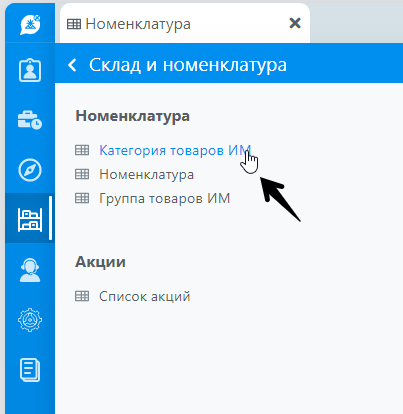 Номенклатура
Склад и номенклатура
Номенклатура
Категория товаров ИМ
Номенклатура
Группа товаров ИМ
Акции
Список акций